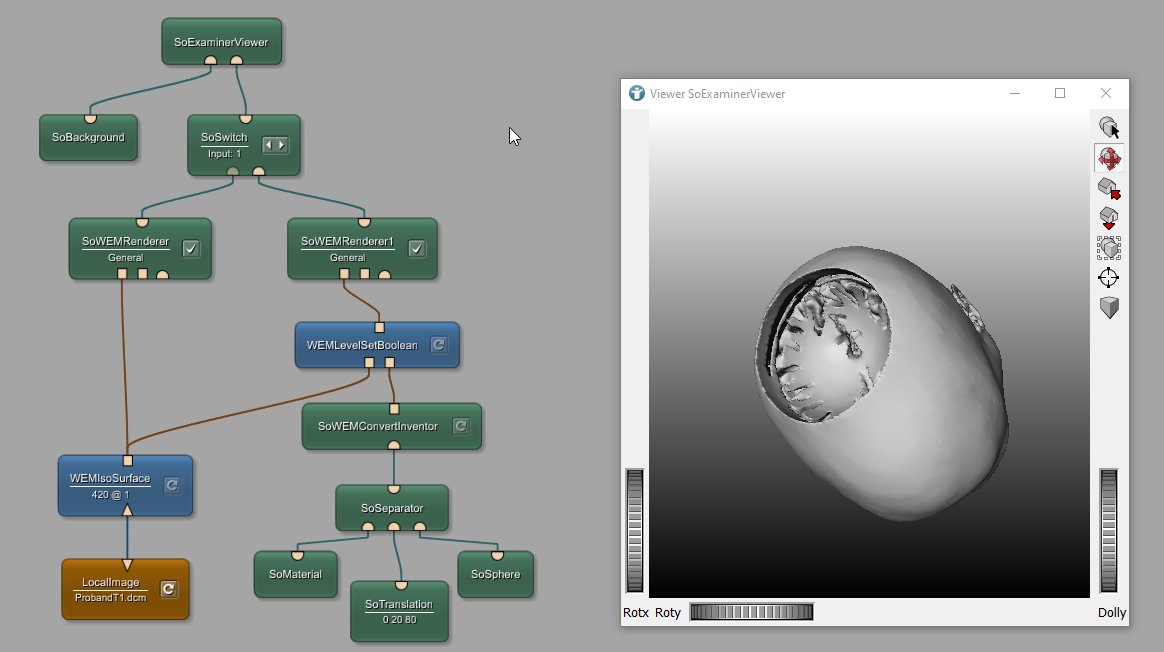 SoExaminerViewer
SoBackground
SoSwitch
Input: 1
SoWEMRenderer
General
SoWEMRenderer1
General
WEMLevelSetBoolean
SoWEMConvertInventor
WEMIsoSurface
420 @ 1
SoSeparator
LocalImage
ProbandT1.dcm
SoMaterial
SoTranslation
0 20 80
SoSphere
Viewer SoExaminerViewer
Rotx Roty
Dolly